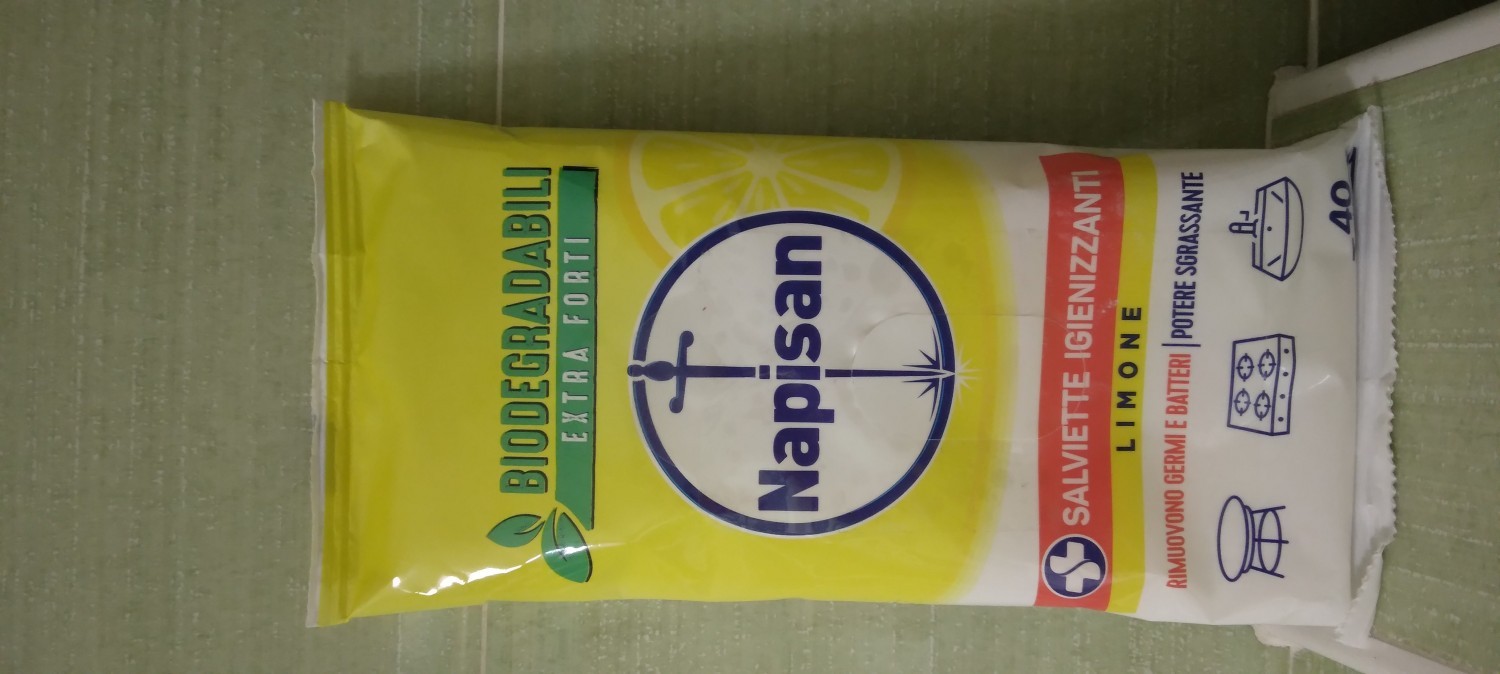 BIODEGRADABILI
EXTRA FORTI
Napisan
SALVIETTE IGIENIZZANTI
LIMONE
RIMUOVONO GERMI E BATTERI | POTERE SGRASSANTE
40